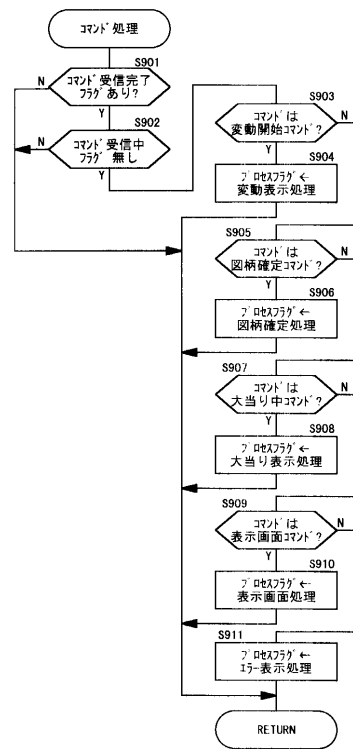 コマンド処理
S901
コマンド受信完了
フラグあり?
N
Y
S902
コマンド受信中
フラグ無し
N
Y
S903
コマンドは
変動開始コマンド?
N
Y
S904
プロセスフラグ←
変動表示処理
S905
コマンドは
図柄確定コマンド?
N
Y
S906
プロセスフラグ←
図柄確定処理
S907
コマンドは
大当り中コマンド?
N
Y
S908
プロセスフラグ←
大当り表示処理
S909
コマンドは
表示画面コマンド?
N
Y
S910
プロセスフラグ←
表示画面処理
S911
プロセスフラグ←
エラー表示処理
RETURN